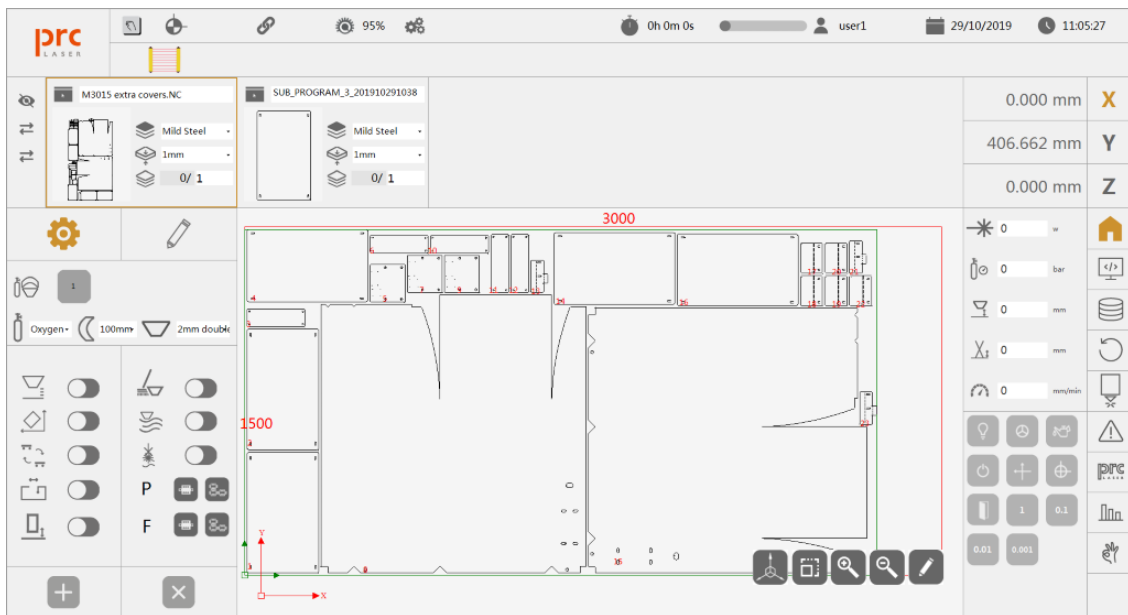 prc
LASER
95%
0h 0m 0s
user1
29/10/2019
11:05:27
M3015 extra covers.NC
Mild Steel
1mm
0/ 1
SUB_PROGRAM_3_201910291038
Mild Steel
1mm
0/ 1
0.000 mm X
406.662 mm Y
0.000 mm Z
1
Oxygen
100mm
2mm double
P
F
3000
1500
Y
X
0 w
0 bar
0 mm
0 mm
0 mm/min
1
0.1
0.01
0.001
</>
prc
LASER